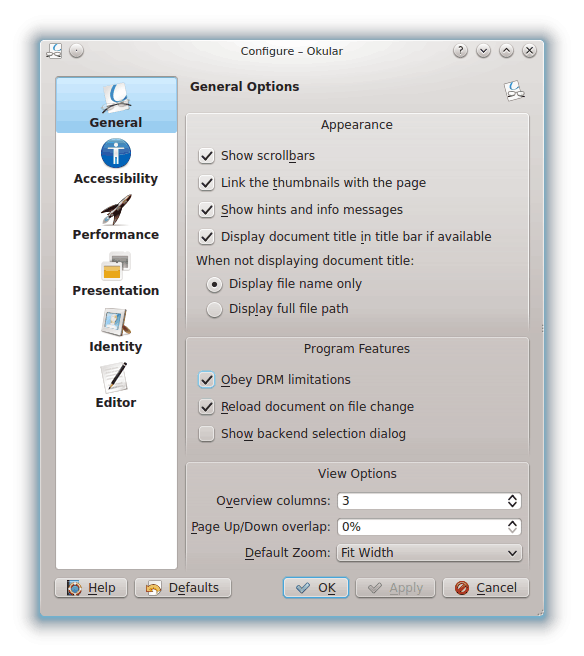 Configure – Okular
General
Accessibility
Performance
Presentation
Identity
Editor
General Options
Appearance
Show scrollbars
Link the thumbnails with the page
Show hints and info messages
Display document title in title bar if available
When not displaying document title:
Display file name only
Display full file path
Program Features
Obey DRM limitations
Reload document on file change
Show backend selection dialog
View Options
Overview columns: 3
Page Up/Down overlap: 0%
Default Zoom: Fit Width
Help Defaults OK Apply Cancel